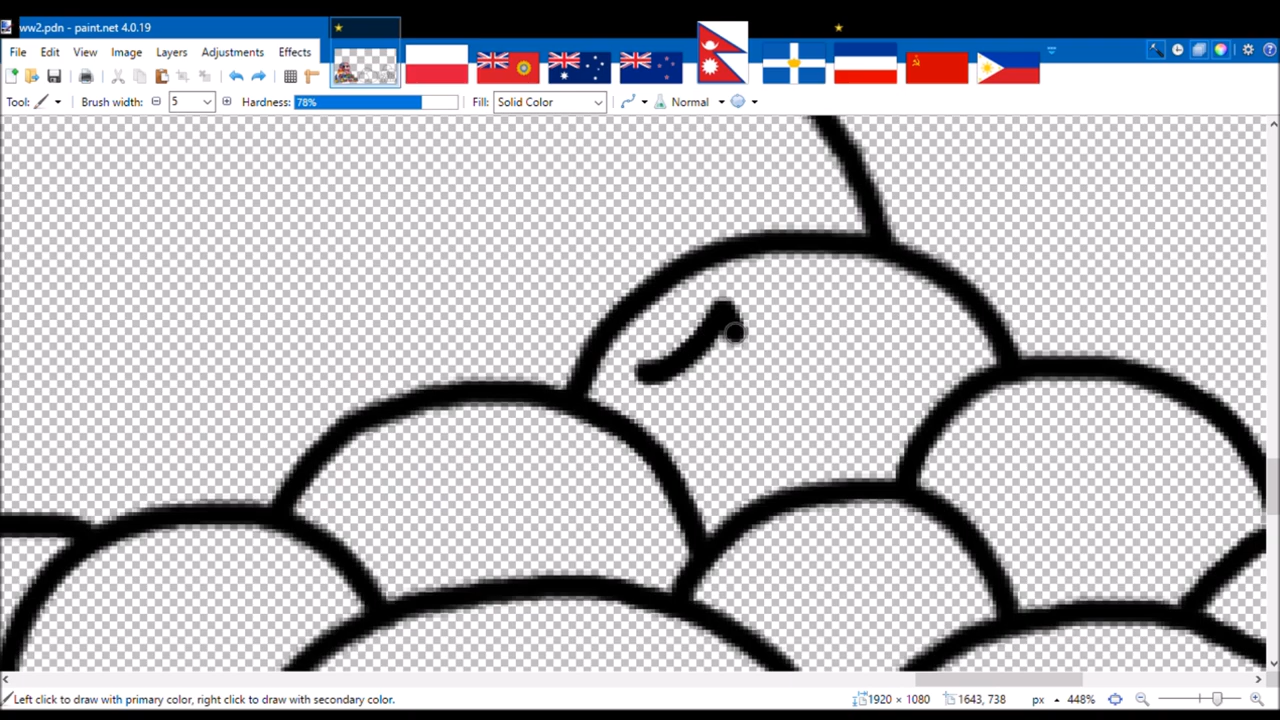 ww2.pdn - paint.net 4.0.19
File Edit View Image Layers Adjustments Effects
Tool: Brush width: 5 Hardness: 78% Fill: Solid Color Normal
Left click to draw with primary color, right click to draw with secondary color. 1920 × 1080 1643, 738 px 448%